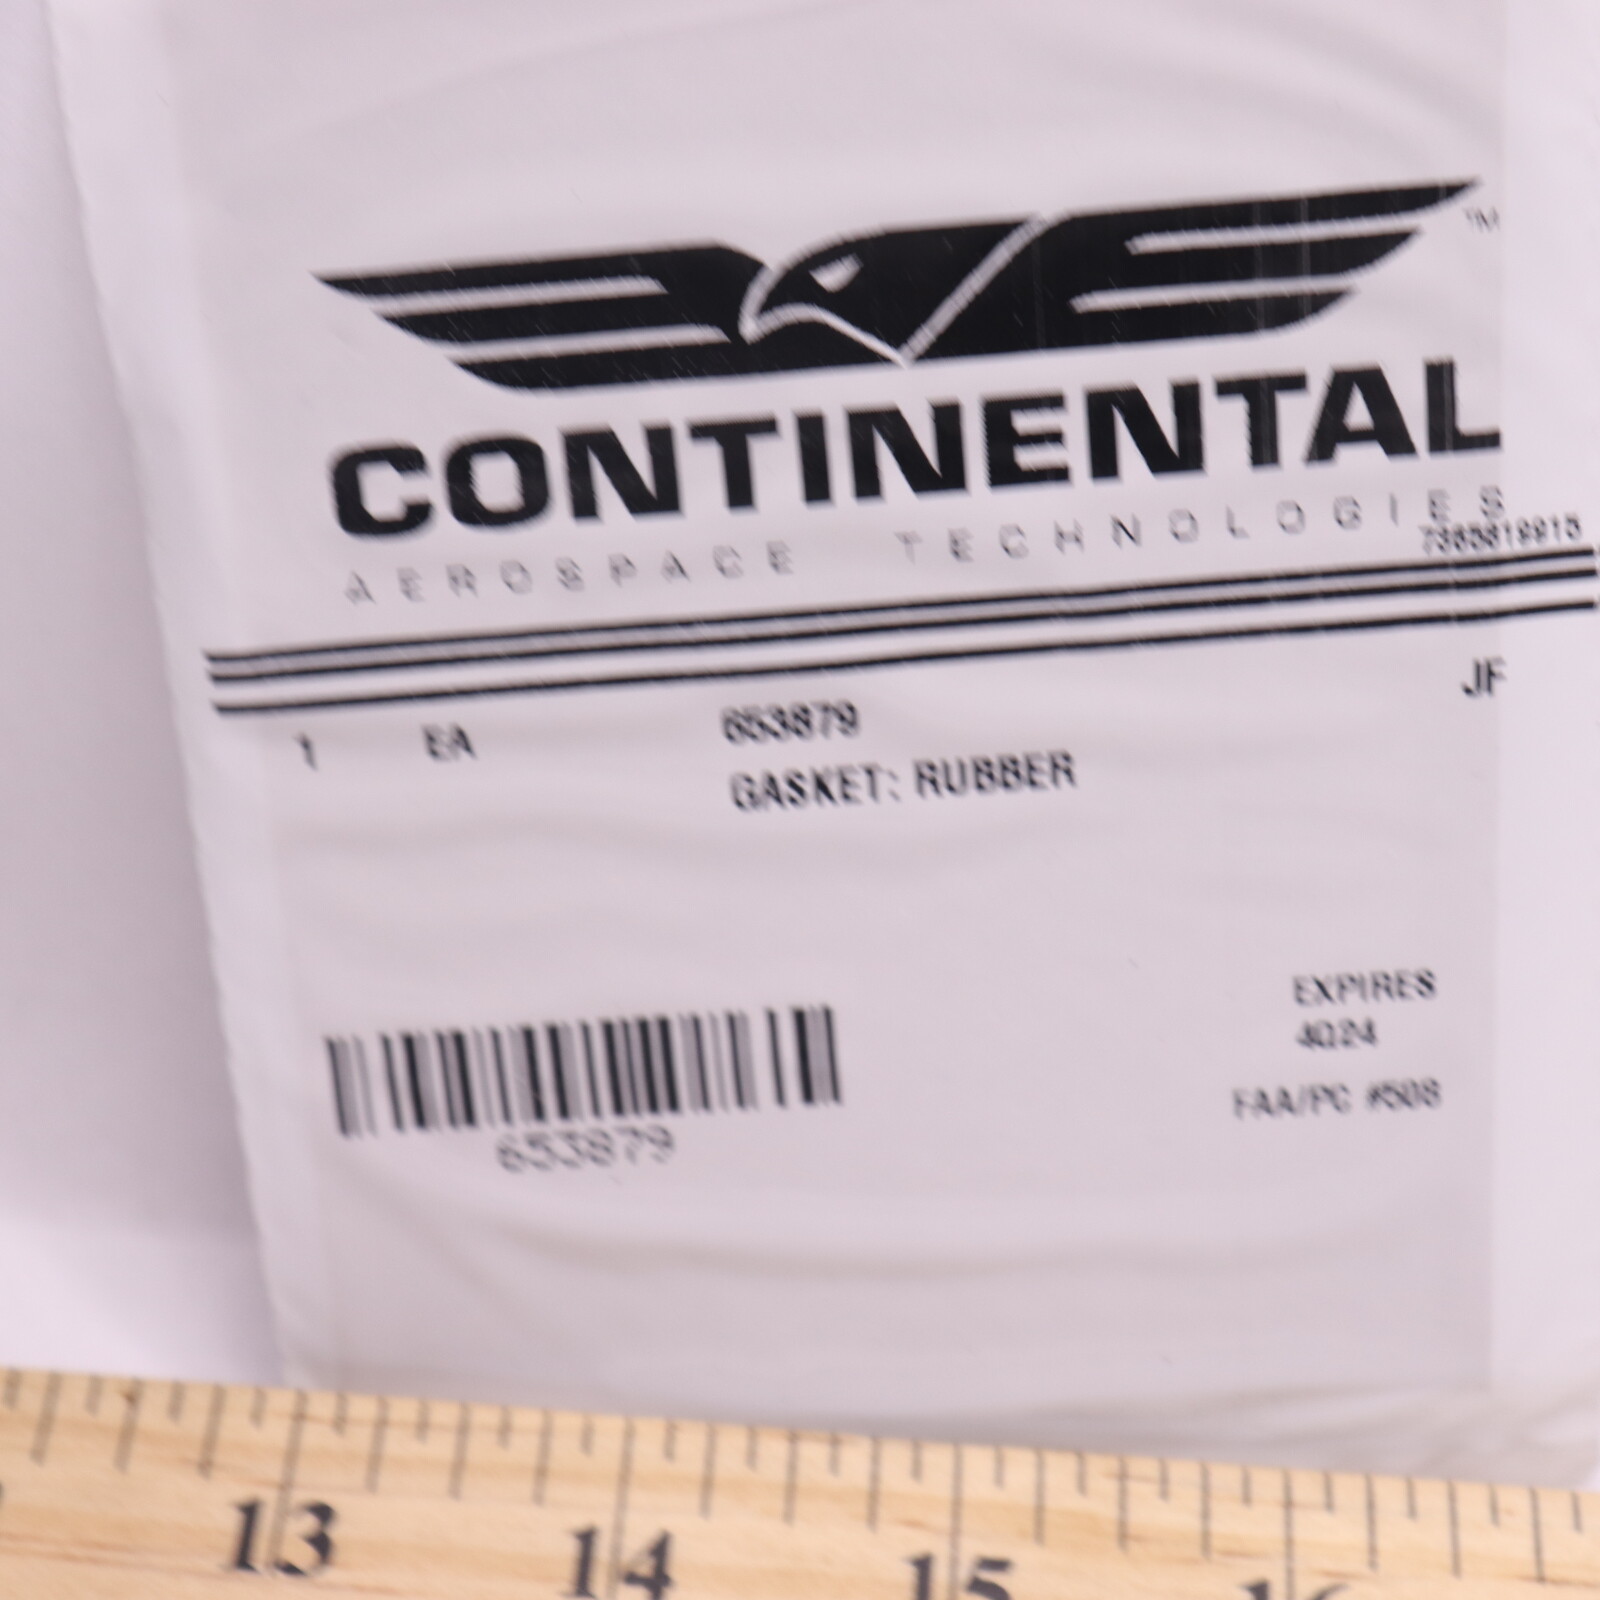 TM
CONTINENTAL
AEROSPACE TECHNOLOGIES
1 EA 653879 JF
GASKET: RUBBER
EXPIRES
4Q24
FAA/PC #508
653879
13 14 15 16